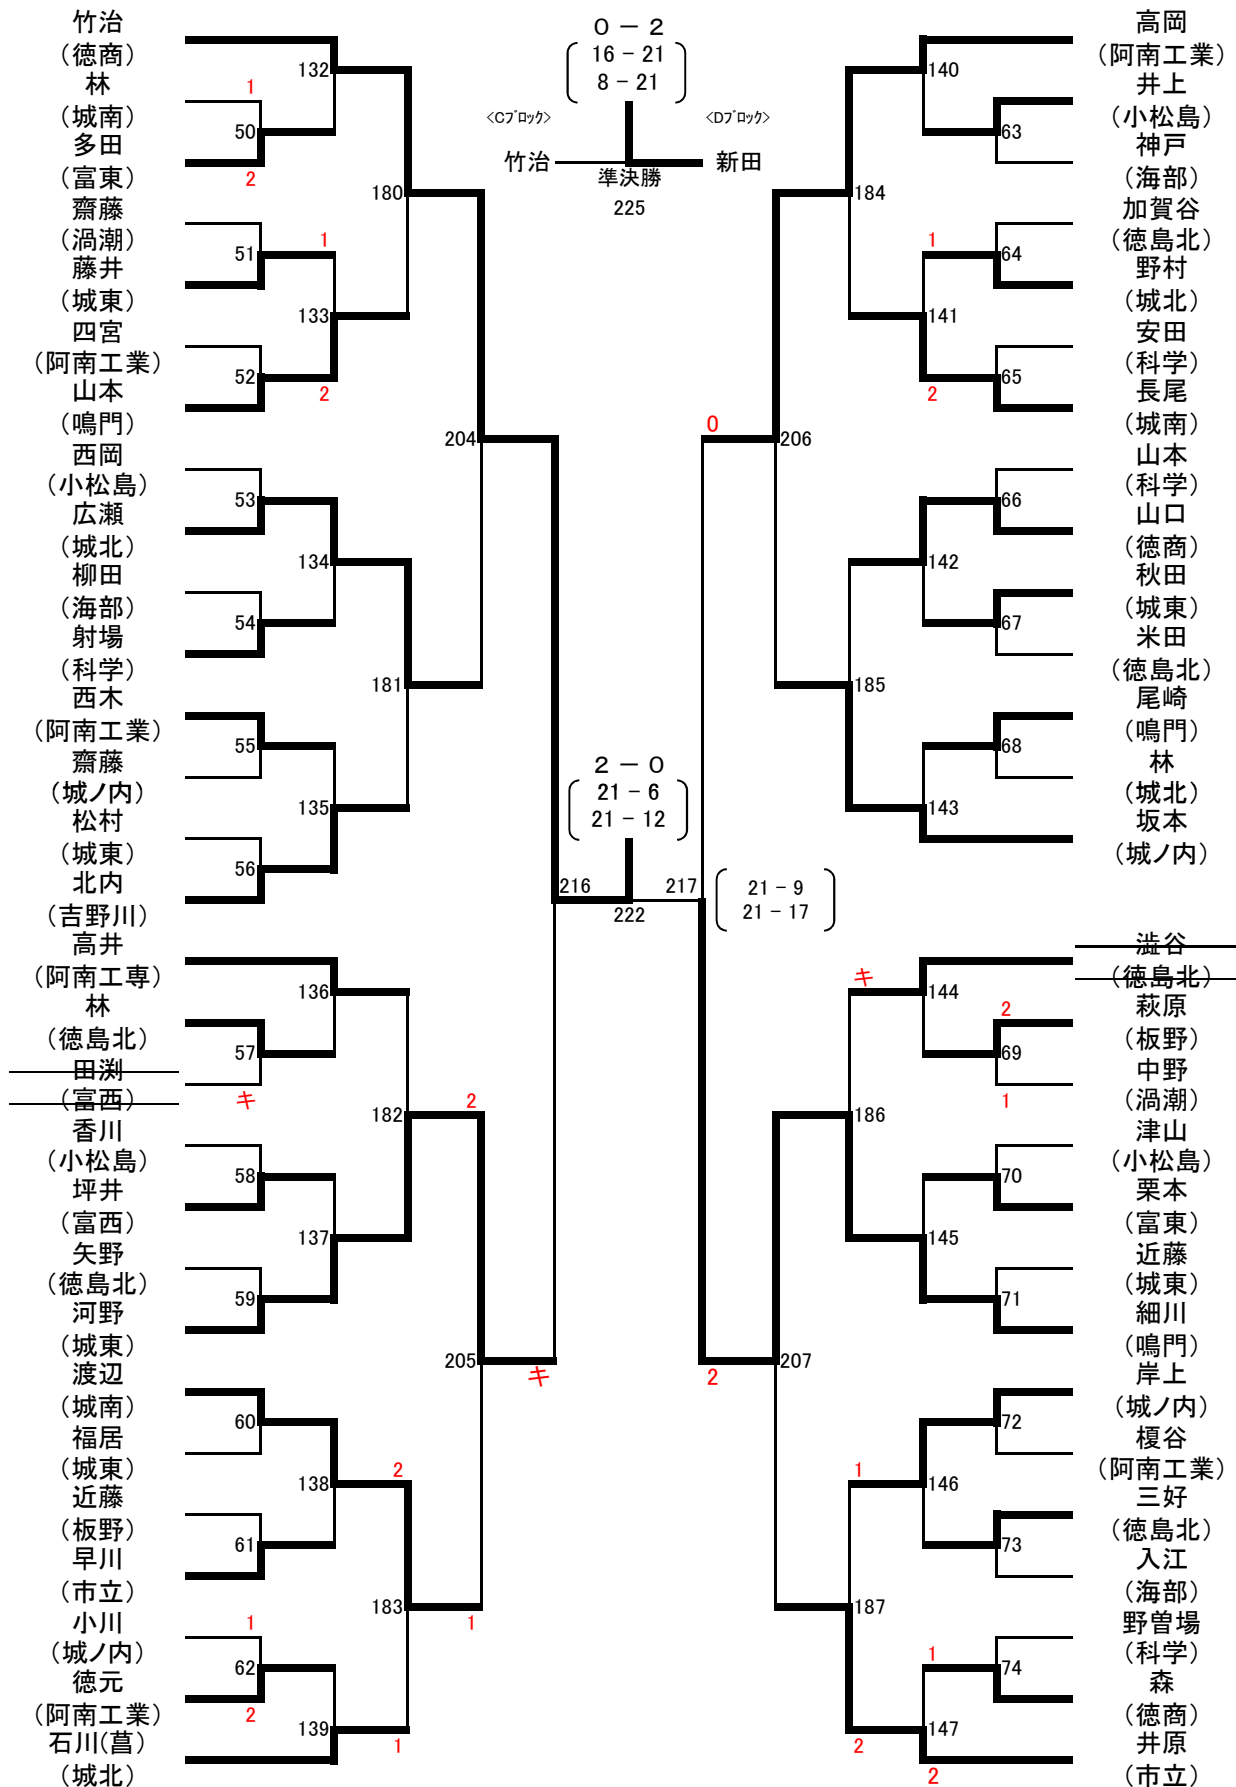 竹治
(徳商)
林
(城南)
多田
(富東)
齋藤
(渦潮)
藤井
(城東)
四宮
(阿南工業)
山本
(鳴門)
西岡
(小松島)
広瀬
(城北)
柳田
(海部)
射場
(科学)
西木
(阿南工業)
齋藤
(城ノ内)
松村
(城東)
北内
(吉野川)
高井
(阿南工専)
林
(徳島北)
田渕
(富西)
香川
(小松島)
坪井
(富西)
矢野
(徳島北)
河野
(城東)
渡辺
(城南)
福居
(城東)
近藤
(板野)
早川
(市立)
小川
(城ノ内)
徳元
(阿南工業)
石川(菖)
(城北)
1
50
2
51
52
53
54
55
56
57
キ
58
59
60
61
1
62
2
132
1
133
2
134
135
136
137
138
139
180
181
182
2
183
1
204
2
205
1
216
キ
0 - 2
16 - 21
8 - 21
<Cブロック>
<Dブロック>
竹治
新田
準決勝
225
2 - 0
21 - 6
21 - 12
222
217
21 - 9
21 - 17
0
2
206
207
184
185
キ
186
1
187
2
140
1
141
2
142
143
144
145
146
1
147
2
63
64
65
66
67
68
2
69
1
70
71
72
73
74
高岡
(阿南工業)
井上
(小松島)
神戸
(海部)
加賀谷
(徳島北)
野村
(城北)
安田
(科学)
長尾
(城南)
山本
(科学)
山口
(徳商)
秋田
(城東)
米田
(徳島北)
尾崎
(鳴門)
林
(城北)
坂本
(城ノ内)
澁谷
(徳島北)
萩原
(板野)
中野
(渦潮)
津山
(小松島)
栗本
(富東)
近藤
(城東)
細川
(鳴門)
岸上
(城ノ内)
榎谷
(阿南工業)
三好
(徳島北)
入江
(海部)
野曽場
(科学)
森
(徳商)
井原
(市立)